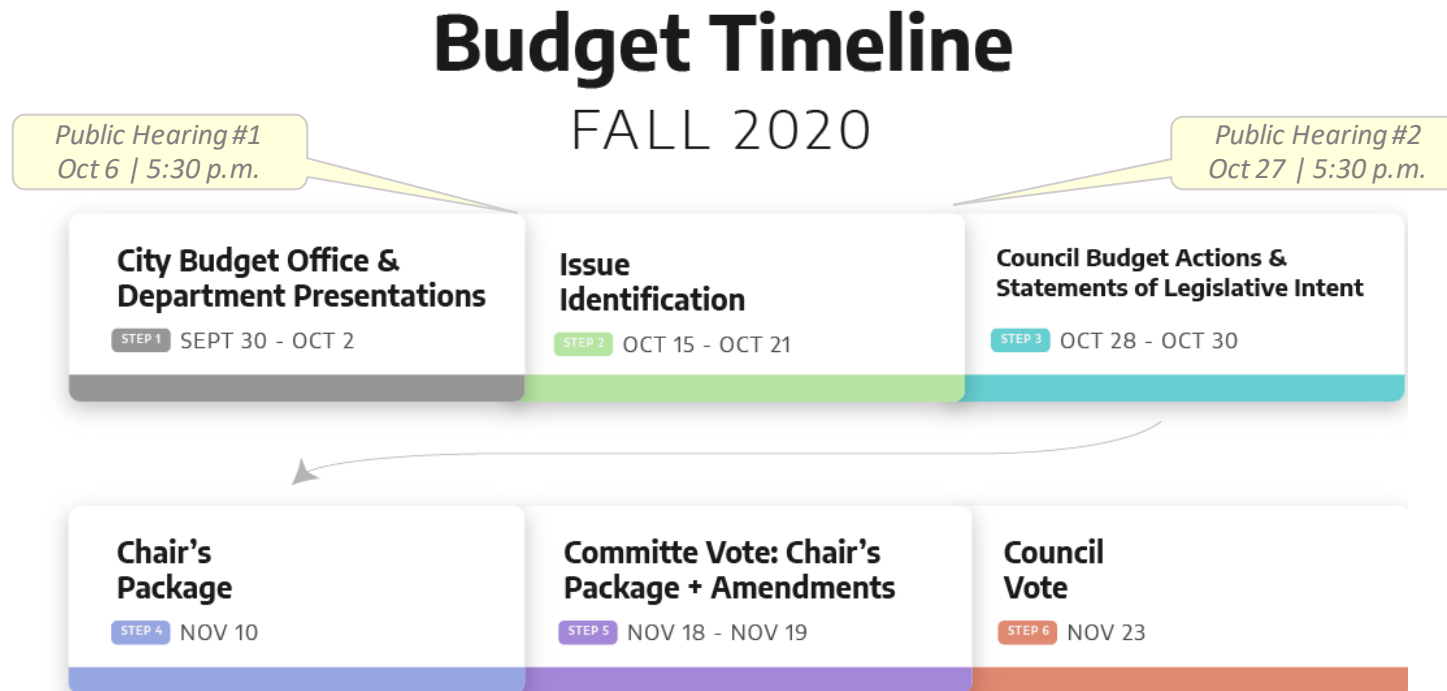 Budget Timeline
FALL 2020
Public Hearing #1
Oct 6 | 5:30 p.m.
Public Hearing #2
Oct 27 | 5:30 p.m.
City Budget Office &
Department Presentations
STEP 1 SEPT 30 - OCT 2
Issue
Identification
STEP 2 OCT 15 - OCT 21
Council Budget Actions &
Statements of Legislative Intent
STEP 3 OCT 28 - OCT 30
Chair's
Package
STEP 4 NOV 10
Committe Vote: Chair's
Package + Amendments
STEP 5 NOV 18 - NOV 19
Council
Vote
STEP 6 NOV 23